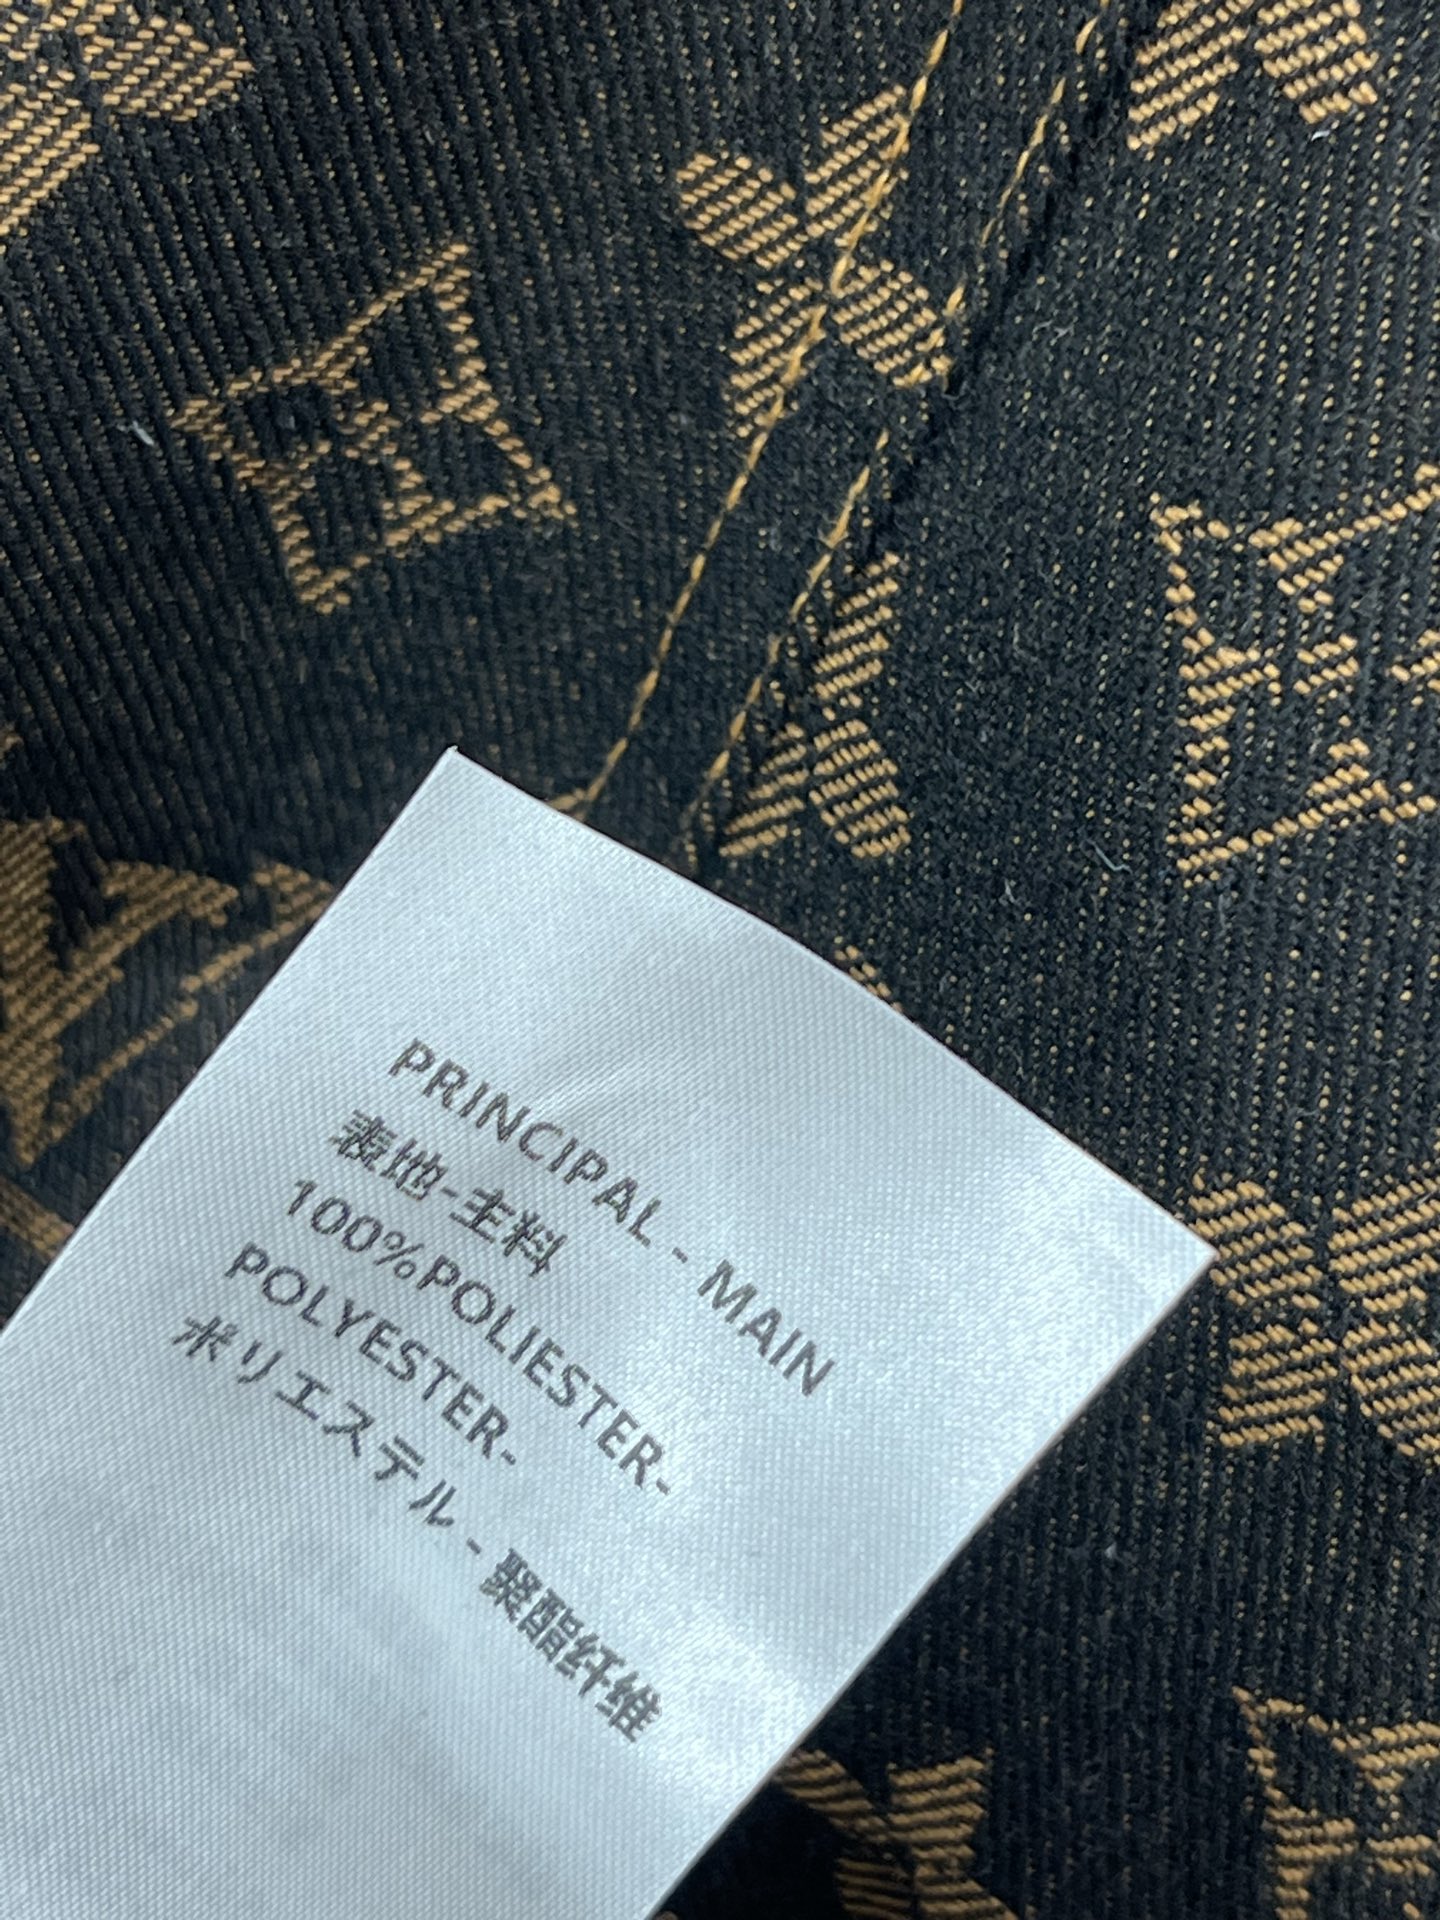 PRINCIPAL - MAIN
表地-主料
100%POLIESTER-
POLYESTER-
ポリエステル - 聚酯纤维